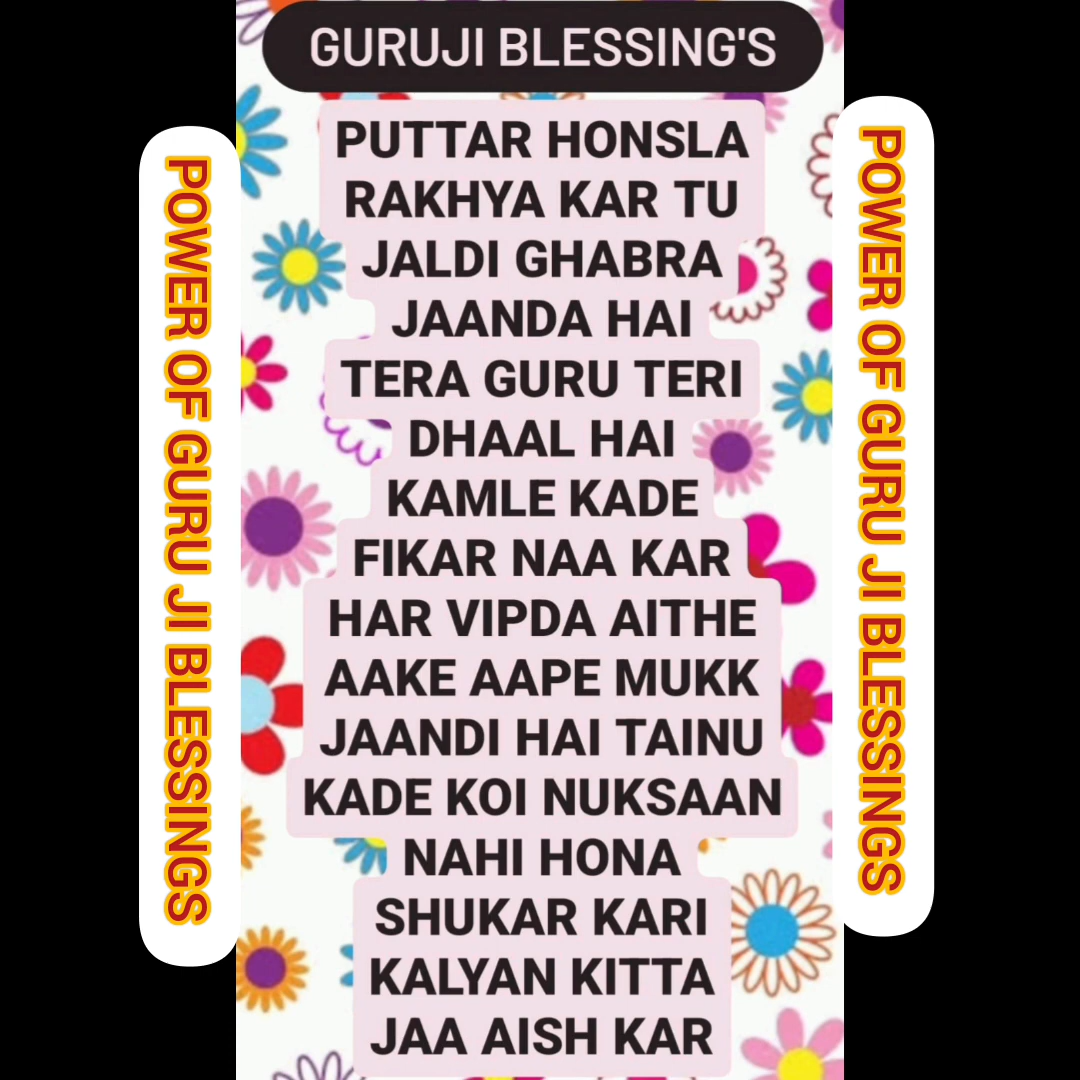 GURUJI BLESSING'S
PUTTAR HONSLA
RAKHYA KAR TU
JALDI GHABRA
JAANDA HAI
TERA GURU TERI
DHAAL HAI
KAMLE KADE
FIKAR NAA KAR
HAR VIPDA AITHE
AAKE AAPE MUKK
JAANDI HAI TAINU
KADE KOI NUKSAAN
NAHI HONA
SHUKAR KARI
KALYAN KITTA
JAA AISH KAR
POWER OF GURU JI BLESSINGS
POWER OF GURU JI BLESSINGS